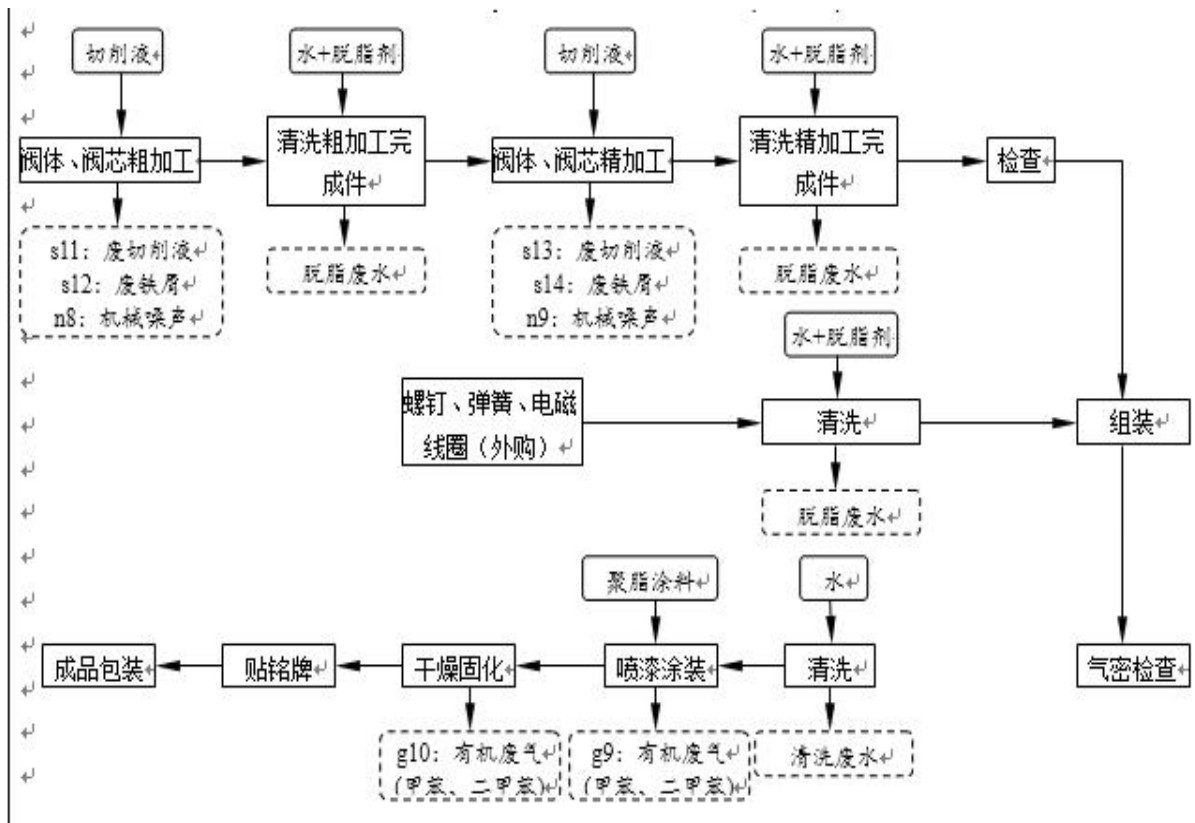 切削液
水+脱脂剂
切削液
水+脱脂剂
阀体、阀芯粗加工
清洗粗加工完
成件
阀体、阀芯精加工
清洗精加工完
成件
检查
s11：废切削液
s12：废铁屑
n8：机械噪声
脱脂废水
s13：废切削液
s14：废铁屑
n9：机械噪声
脱脂废水
水+脱脂剂
螺钉、弹簧、电磁
线圈（外购）
清洗
组装
脱脂废水
聚脂涂料
水
成品包装
贴铭牌
干燥固化
喷漆涂装
清洗
气密检查
g10：有机废气
(甲苯、二甲苯)
g9：有机废气
(甲苯、二甲苯)
清洗废水